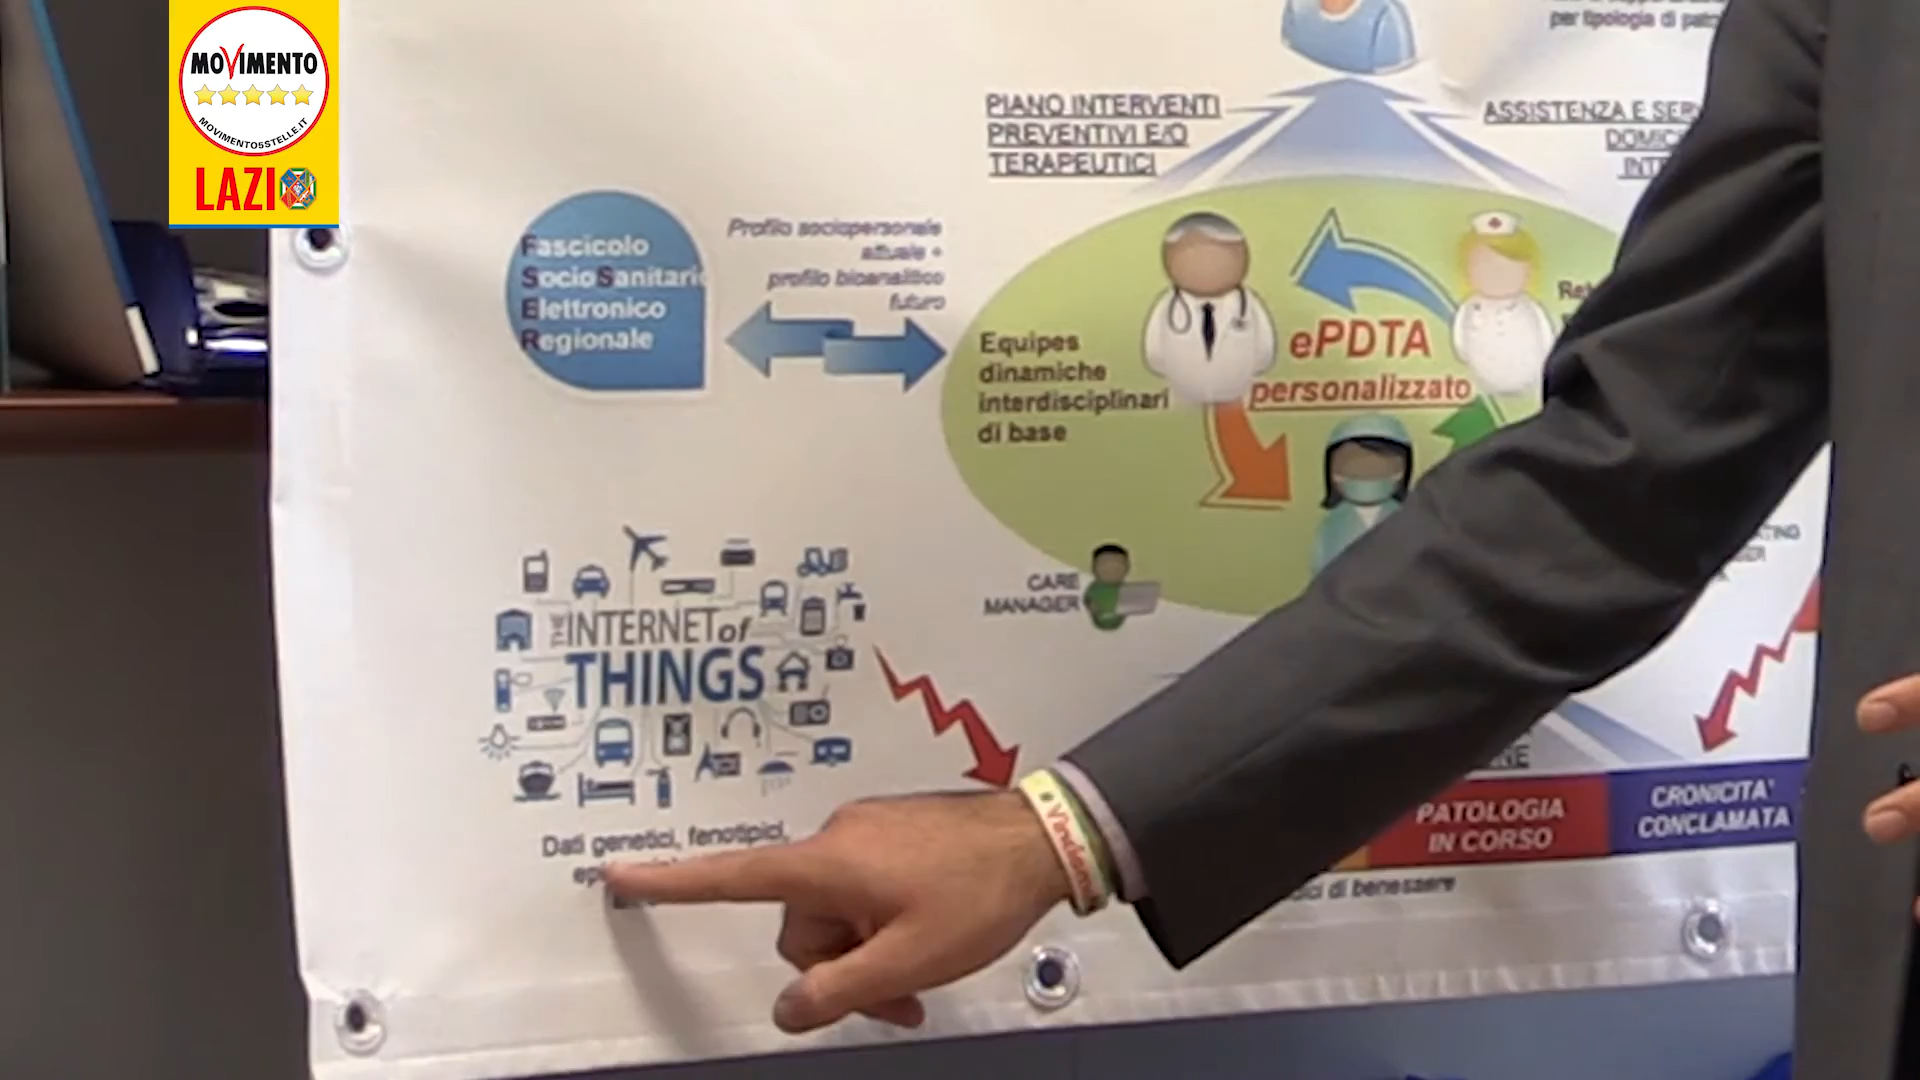 MOVIMENTO
MOVIMENTO5STELLE.IT
LAZIO
per tipologia di
PIANO INTERVENTI
PREVENTIVI E/O
TERAPEUTICI
ASSISTENZA E
Fascicolo
SocioSanitario
Elettronico
Regionale
Profilo sociopersonale
attuale +
profilo bioanalitico
futuro
Equipes
dinamiche
interdisciplinari
di base
ePDTA
personalizzato
CARE
MANAGER
THE INTERNET of
THINGS
Dati genetici, fenotipici,
PATOLOGIA
IN CORSO
CRONICITA'
CONCLAMATA
di benessere